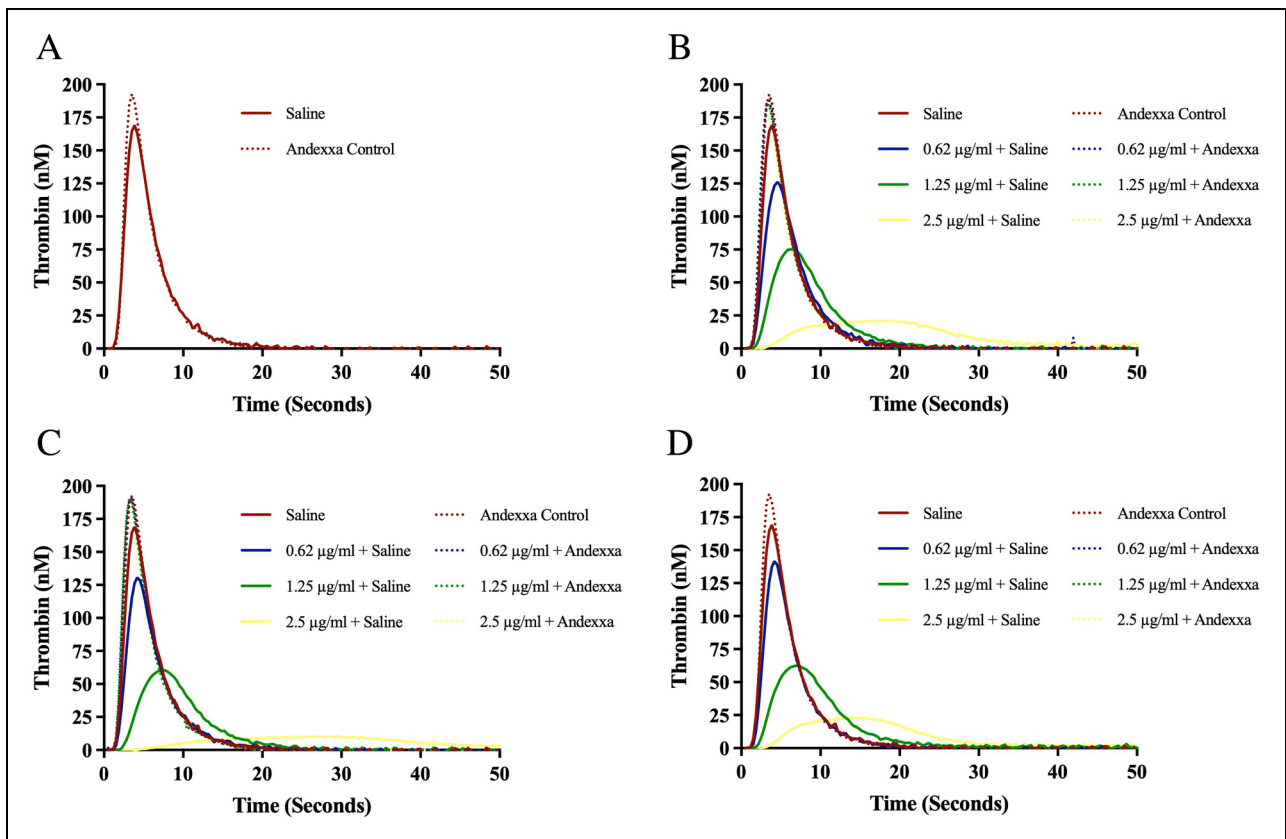 A
Thrombin (nM)
200
175
150
125
100
75
50
25
0
Saline
Andexxa Control
0 10 20 30 40 50
Time (Seconds)
B
Thrombin (nM)
200
175
150
125
100
75
50
25
0
Saline Andexxa Control
0.62 µg/ml + Saline 0.62 µg/ml + Andexxa
1.25 µg/ml + Saline 1.25 µg/ml + Andexxa
2.5 µg/ml + Saline 2.5 µg/ml + Andexxa
0 10 20 30 40 50
Time (Seconds)
C
Thrombin (nM)
200
175
150
125
100
75
50
25
0
Saline Andexxa Control
0.62 µg/ml + Saline 0.62 µg/ml + Andexxa
1.25 µg/ml + Saline 1.25 µg/ml + Andexxa
2.5 µg/ml + Saline 2.5 µg/ml + Andexxa
0 10 20 30 40 50
Time (Seconds)
D
Thrombin (nM)
200
175
150
125
100
75
50
25
0
Saline Andexxa Control
0.62 µg/ml + Saline 0.62 µg/ml + Andexxa
1.25 µg/ml + Saline 1.25 µg/ml + Andexxa
2.5 µg/ml + Saline 2.5 µg/ml + Andexxa
0 10 20 30 40 50
Time (Seconds)